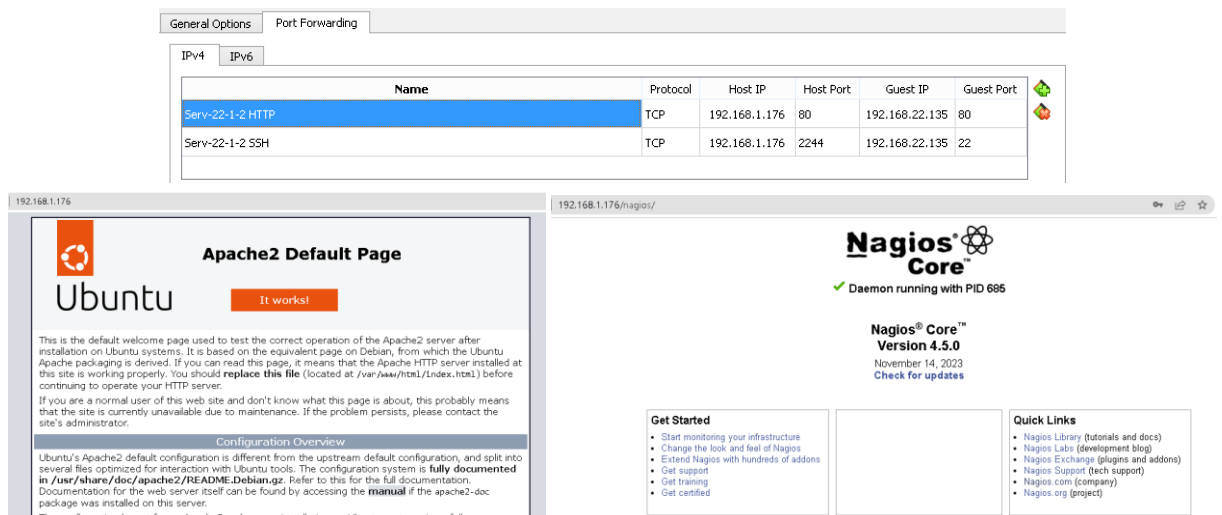 General Options Port Forwarding
IPv4 IPv6
Name Protocol Host IP Host Port Guest IP Guest Port
Serv-22-1-2 HTTP TCP 192.168.1.176 80 192.168.22.135 80
Serv-22-1-2 SSH TCP 192.168.1.176 2244 192.168.22.135 22
192.168.1.176
Apache2 Default Page
Ubuntu
It works!
This is the default welcome page used to test the correct operation of the Apache2 server after
installation on Ubuntu systems. It is based on the equivalent page on Debian, from which the Ubuntu
Apache packaging is derived. If you can read this page, it means that the Apache HTTP server installed at
this site is working properly. You should replace this file (located at /var/www/html/index.html) before
continuing to operate your HTTP server.
If you are a normal user of this web site and don't know what this page is about, this probably means
that the site is currently unavailable due to maintenance. If the problem persists, please contact the
site's administrator.
Configuration Overview
Ubuntu's Apache2 default configuration is different from the upstream default configuration, and split into
several files optimized for interaction with Ubuntu tools. The configuration system is fully documented
in /usr/share/doc/apache2/README.Debian.gz. Refer to this for the full documentation.
Documentation for the web server itself can be found by accessing the manual if the apache2-doc
package was installed on this server.
192.168.1.176/nagios/
Nagios®
Core™
Daemon running with PID 685
Nagios® Core™
Version 4.5.0
November 14, 2023
Check for updates
Get Started
Start monitoring your infrastructure
Change the look and feel of Nagios
Extend Nagios with hundreds of addons
Get support
Get training
Get certified
Quick Links
Nagios Library (tutorials and docs)
Nagios Labs (development blog)
Nagios Exchange (plugins and addons)
Nagios Support (tech support)
Nagios.com (company)
Nagios.org (project)